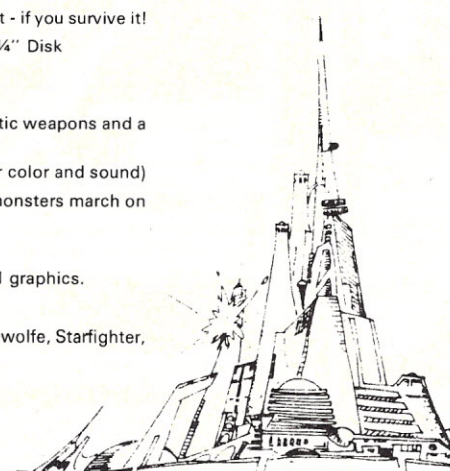 t - if you survive it!
¼" Disk
tic weapons and a
r color and sound)
monsters march on
l graphics.
wolfe, Starfighter,